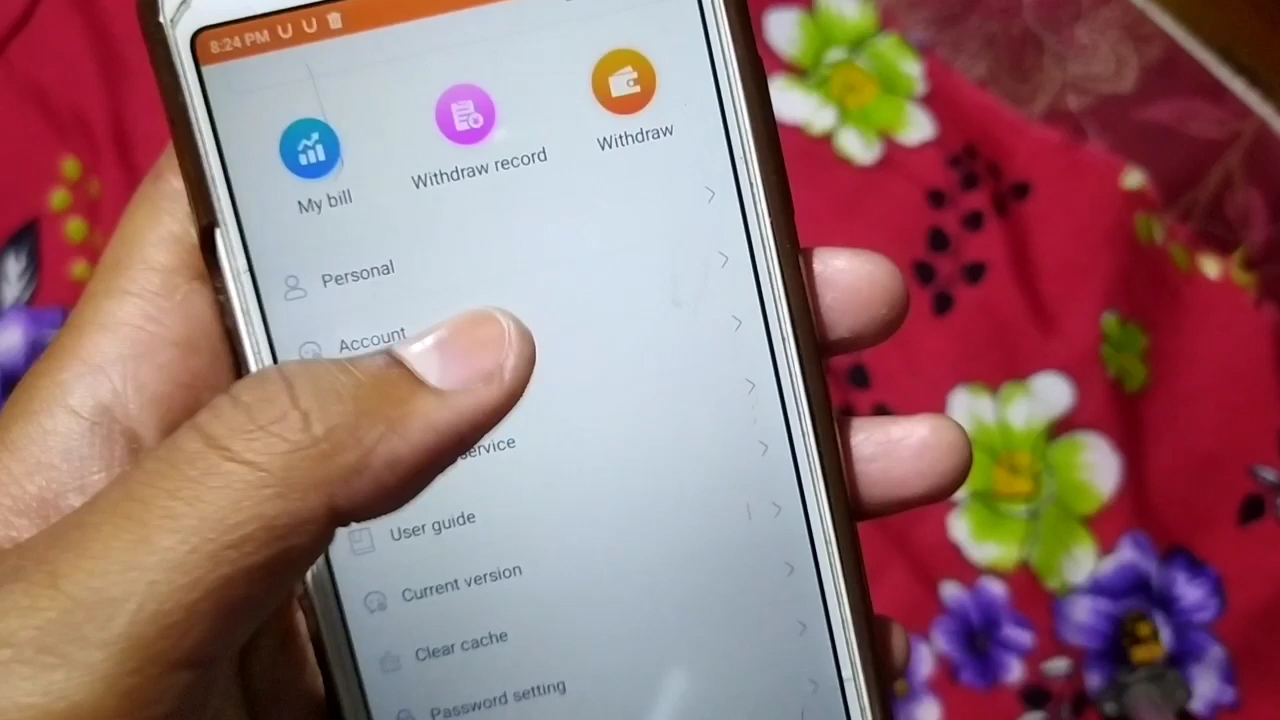 8:24 PM
My bill
Withdraw record
Withdraw
Personal
Account
service
User guide
Current version
Clear cache
Password setting